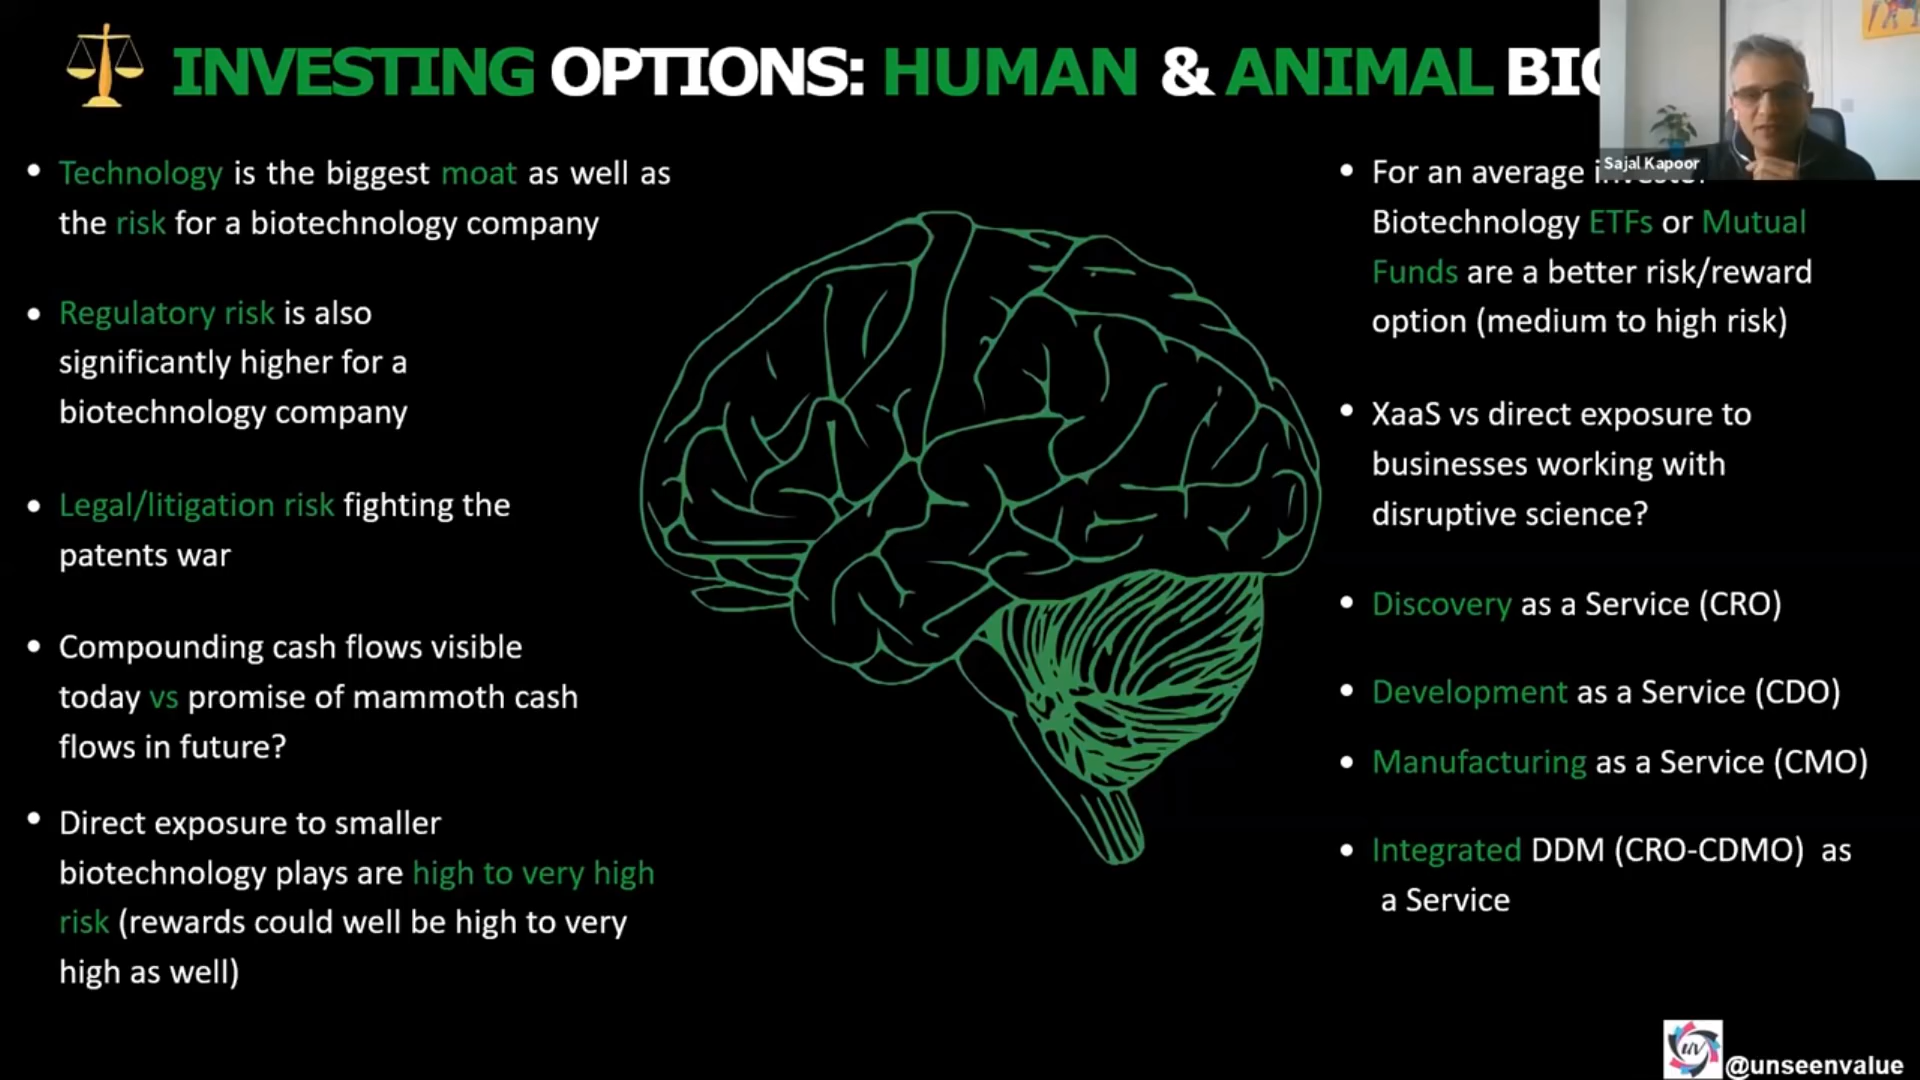 INVESTING OPTIONS: HUMAN & ANIMAL
Technology is the biggest moat as well as
the risk for a biotechnology company
Regulatory risk is also
significantly higher for a
biotechnology company
Legal/litigation risk fighting the
patents war
Compounding cash flows visible
today vs promise of mammoth cash
flows in future?
Direct exposure to smaller
biotechnology plays are high to very high
risk (rewards could well be high to very
high as well)
Sajal Kapoor
For an average
Biotechnology ETFs or Mutual
Funds are a better risk/reward
option (medium to high risk)
XaaS vs direct exposure to
businesses working with
disruptive science?
Discovery as a Service (CRO)
Development as a Service (CDO)
Manufacturing as a Service (CMO)
Integrated DDM (CRO-CDMO) as
a Service
UV
@unseenvalue